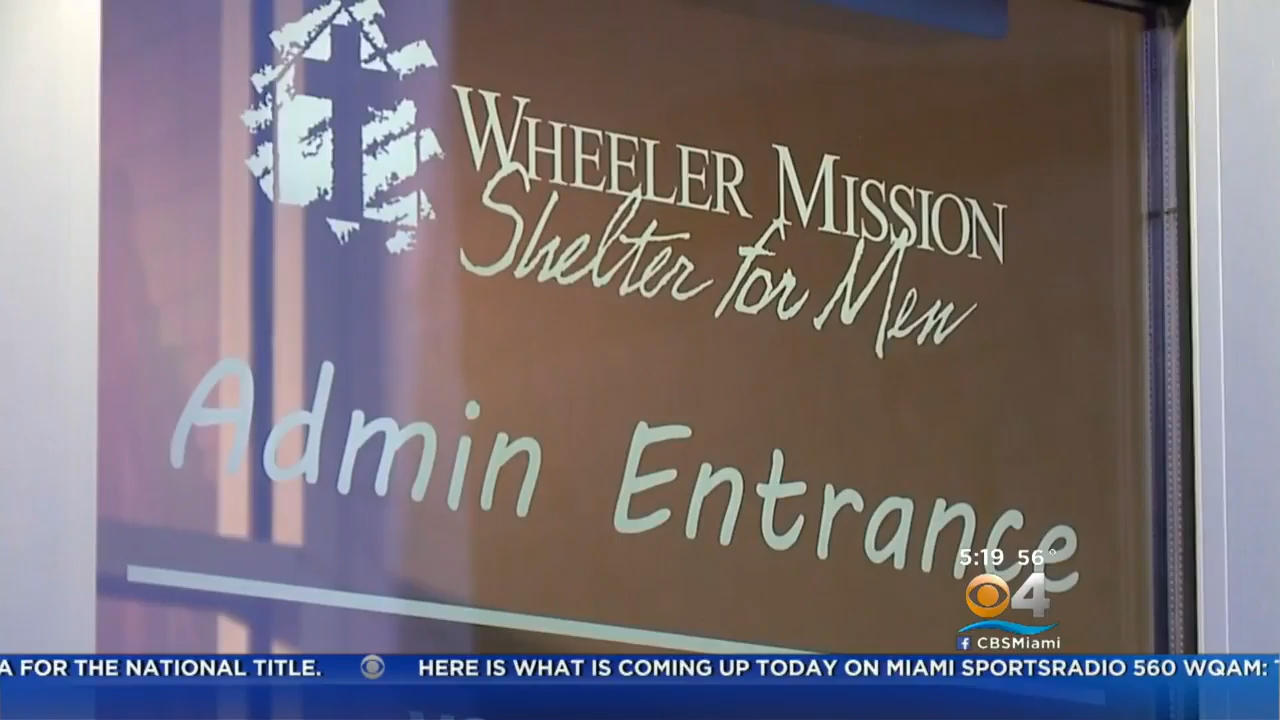 WHEELER MISSION
Shelter for Men
Admin Entrance
5:19 56°
4
CBSMiami
A FOR THE NATIONAL TITLE. HERE IS WHAT IS COMING UP TODAY ON MIAMI SPORTSRADIO 560 WQAM: